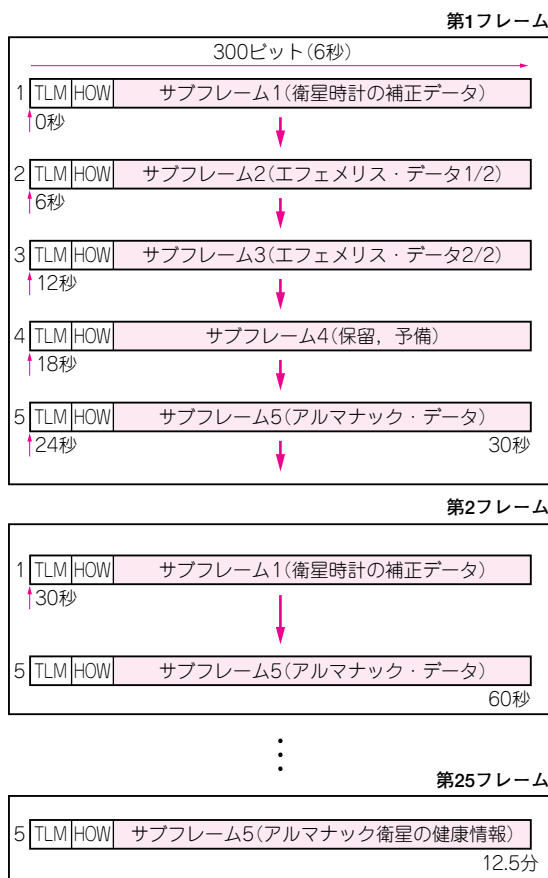 第1フレーム
300ビット(6秒)
1 TLM HOW サブフレーム1(衛星時計の補正データ)
0秒
2 TLM HOW サブフレーム2(エフェメリス・データ1/2)
6秒
3 TLM HOW サブフレーム3(エフェメリス・データ2/2)
12秒
4 TLM HOW サブフレーム4(保留，予備)
18秒
5 TLM HOW サブフレーム5(アルマナック・データ)
24秒 30秒
第2フレーム
1 TLM HOW サブフレーム1(衛星時計の補正データ)
30秒
5 TLM HOW サブフレーム5(アルマナック・データ)
60秒
第25フレーム
5 TLM HOW サブフレーム5(アルマナック衛星の健康情報)
12.5分